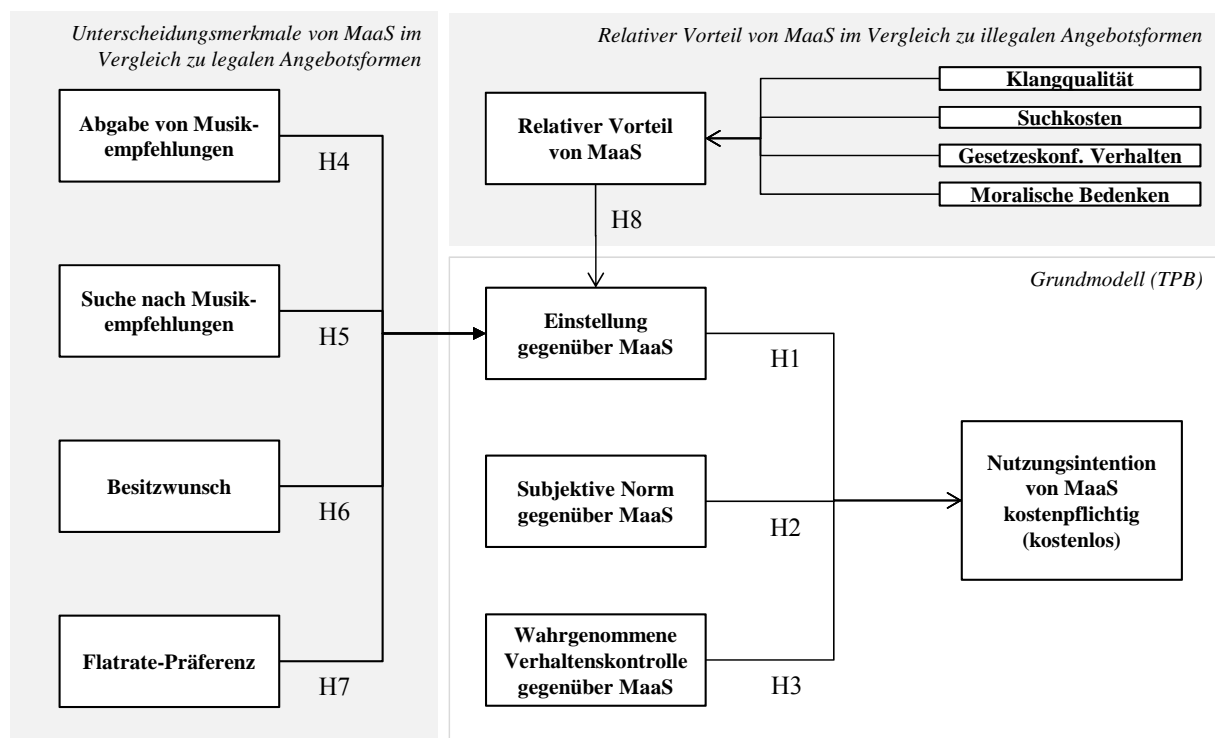 Unterscheidungsmerkmale von MaaS im
Vergleich zu legalen Angebotsformen
Abgabe von Musik-
empfehlungen
H4
Suche nach Musik-
empfehlungen
H5
Besitzwunsch
H6
Flatrate-Präferenz
H7
Relativer Vorteil von MaaS im Vergleich zu illegalen Angebotsformen
Relativer Vorteil
von MaaS
Klangqualität
Suchkosten
Gesetzeskonf. Verhalten
Moralische Bedenken
H8
Grundmodell (TPB)
Einstellung
gegenüber MaaS
H1
Subjektive Norm
gegenüber MaaS
H2
Wahrgenommene
Verhaltenskontrolle
gegenüber MaaS
H3
Nutzungsintention
von MaaS
kostenpflichtig
(kostenlos)